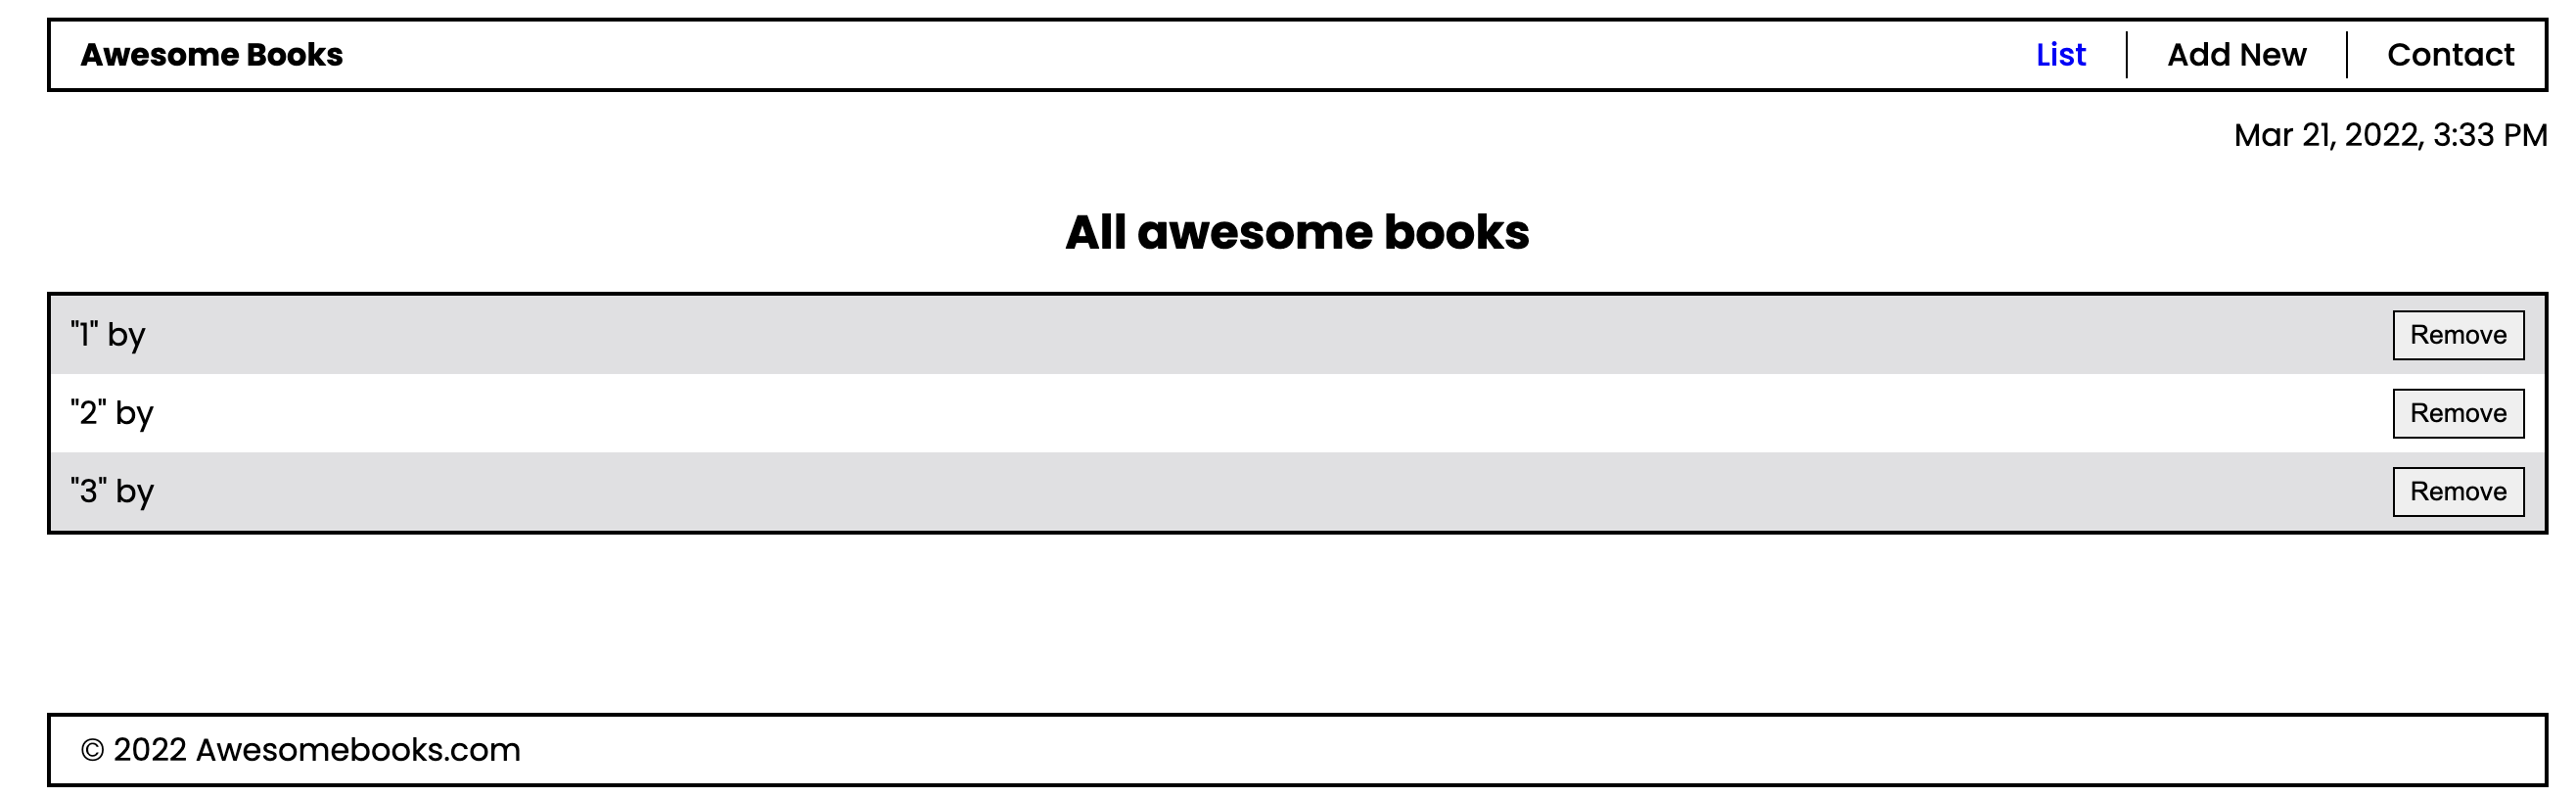 Awesome Books List Add New Contact
Mar 21, 2022, 3:33 PM
All awesome books
"1" by Remove
"2" by Remove
"3" by Remove
© 2022 Awesomebooks.com